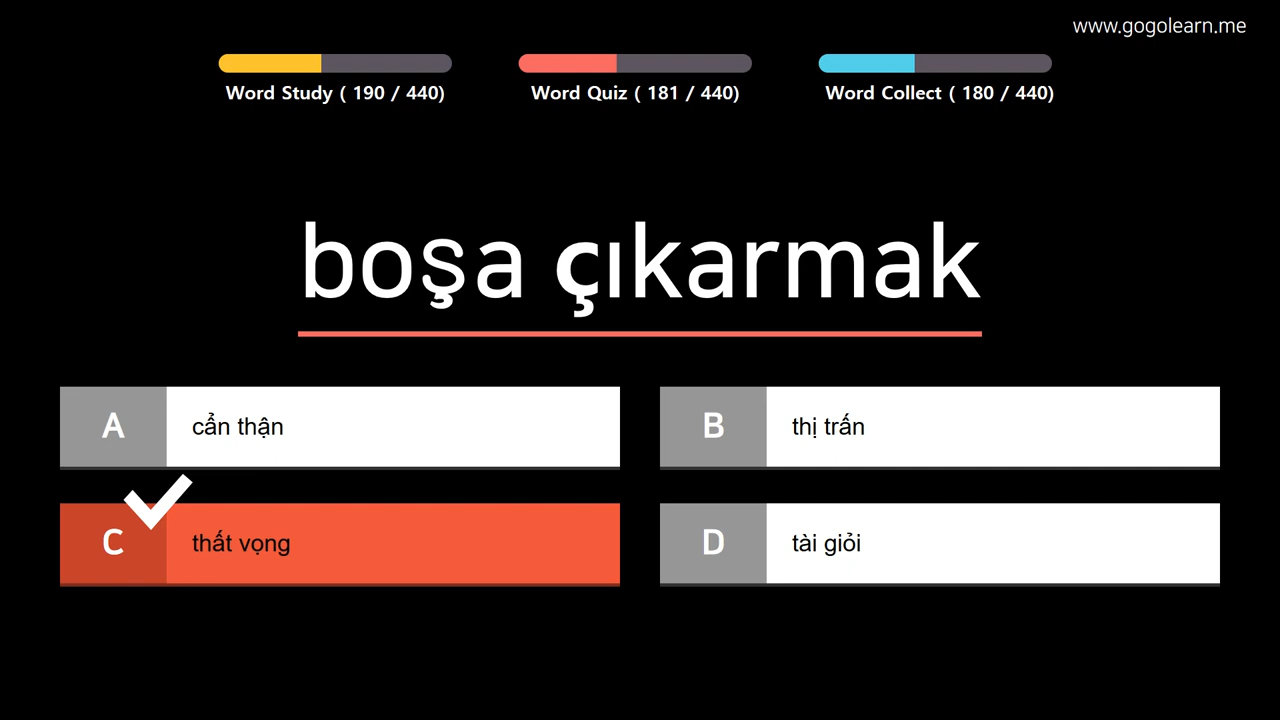 www.gogolearn.me
Word Study ( 190 / 440)
Word Quiz ( 181 / 440)
Word Collect ( 180 / 440)
boşa çıkarmak
A
cẩn thận
B
thị trấn
C
thất vọng
D
tài giỏi